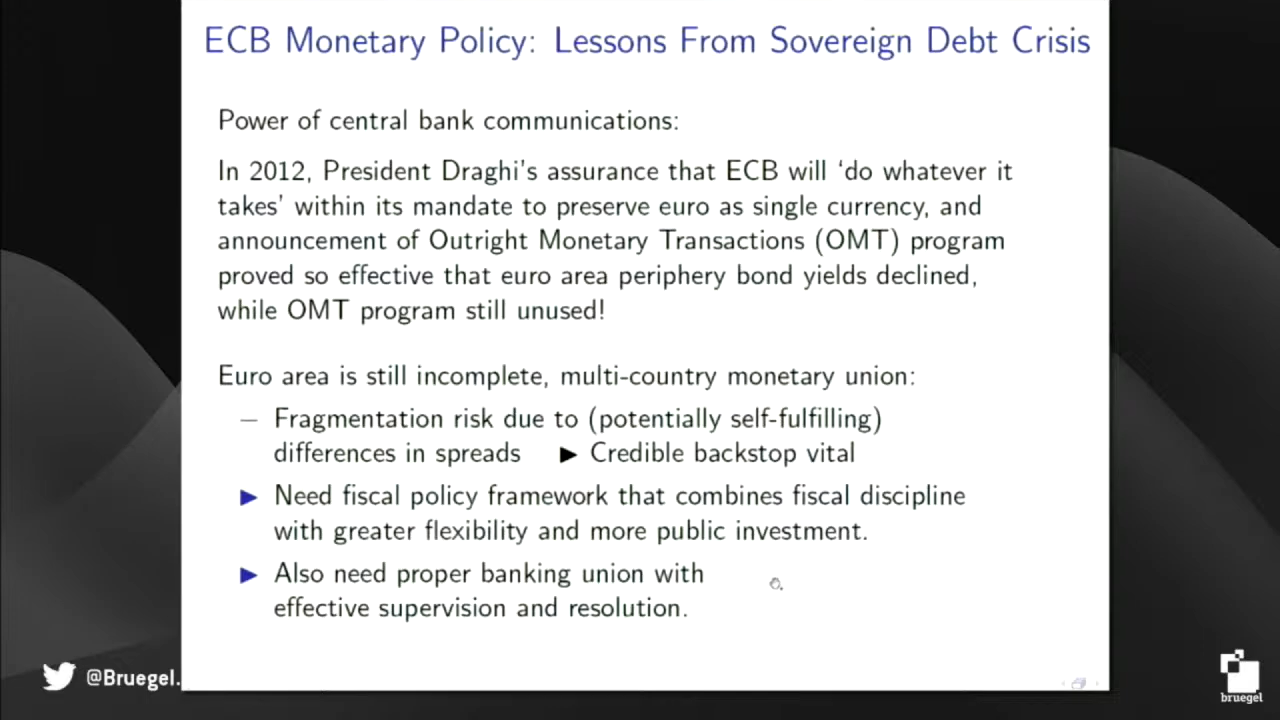 ECB Monetary Policy: Lessons From Sovereign Debt Crisis
Power of central bank communications:
In 2012, President Draghi's assurance that ECB will ‘do whatever it
takes’ within its mandate to preserve euro as single currency, and
announcement of Outright Monetary Transactions (OMT) program
proved so effective that euro area periphery bond yields declined,
while OMT program still unused!
Euro area is still incomplete, multi-country monetary union:
– Fragmentation risk due to (potentially self-fulfilling)
differences in spreads ▶ Credible backstop vital
▶ Need fiscal policy framework that combines fiscal discipline
with greater flexibility and more public investment.
▶ Also need proper banking union with
effective supervision and resolution.
@Bruegel.
bruegel